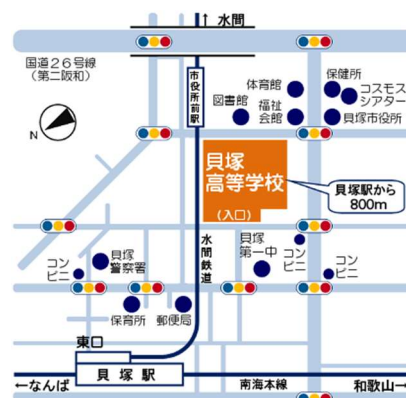 ↑ 水間
国道26号線
(第二阪和)
N
市役所前駅
図書館
体育館
福祉
会館
保健所
コスモス
シアター
貝塚市役所
貝塚
高等学校
(入口)
貝塚駅から
800m
水間鉄道
コン
ビニ
貝塚
警察署
貝塚
第一中
コン
ビニ
コン
ビニ
保育所
郵便局
東口
貝塚駅
←なんば
南海本線
和歌山→